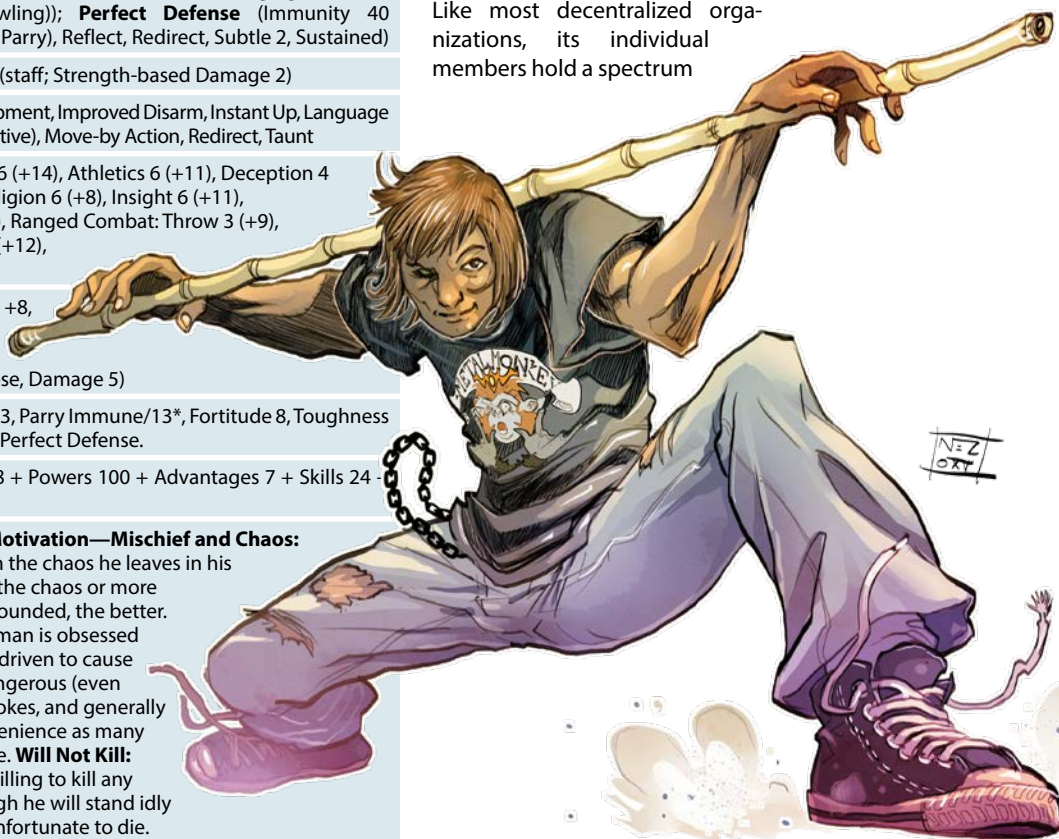 wling)); Perfect Defense (Immunity 40
Parry), Reflect, Redirect, Subtle 2, Sustained)
(staff; Strength-based Damage 2)
pment, Improved Disarm, Instant Up, Language
tive), Move-by Action, Redirect, Taunt
6 (+14), Athletics 6 (+11), Deception 4
igion 6 (+8), Insight 6 (+11),
, Ranged Combat: Throw 3 (+9),
(+12),
+8,
se, Damage 5)
3, Parry Immune/13*, Fortitude 8, Toughness
Perfect Defense.
8 + Powers 100 + Advantages 7 + Skills 24 -
Motivation—Mischief and Chaos:
n the chaos he leaves in his
the chaos or more
ounded, the better.
man is obsessed
driven to cause
ngerous (even
okes, and generally
enience as many
e. Will Not Kill:
illing to kill any
gh he will stand idly
nfortunate to die.
Like most decentralized orga-
nizations, its individual
members hold a spectrum
METAL MONKEY